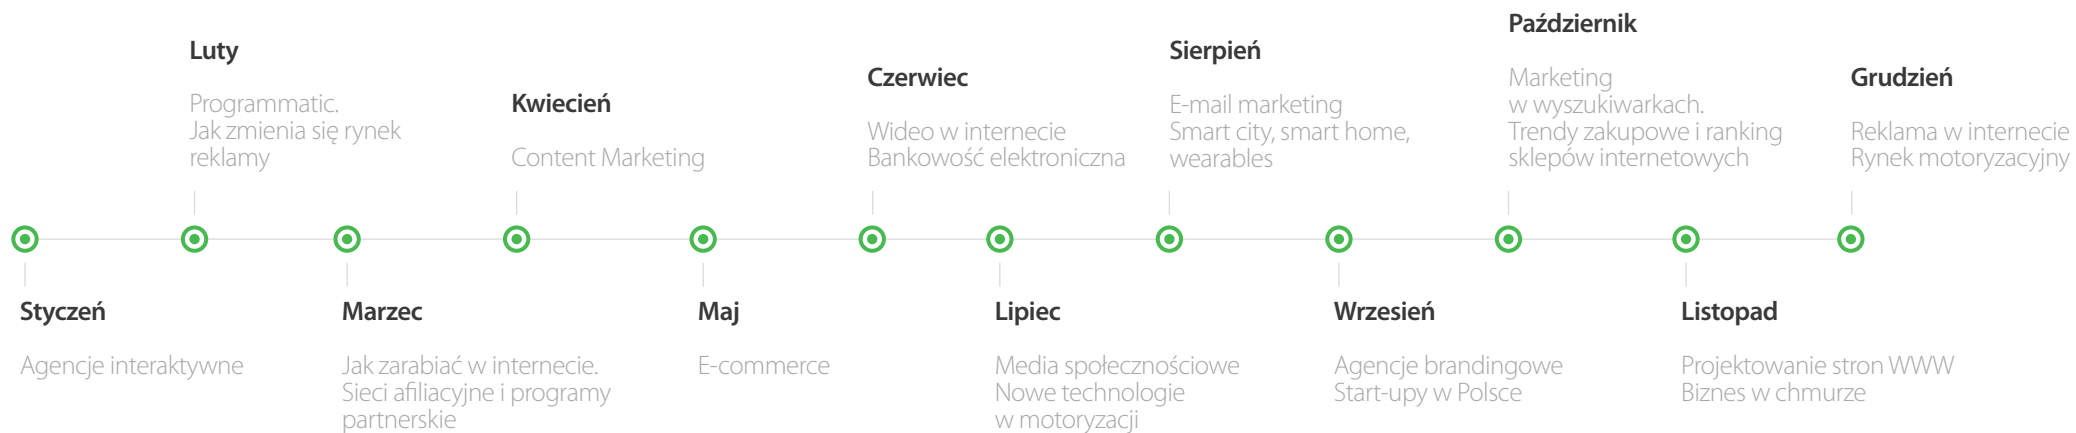 Styczeń
Agencje interaktywne
Luty
Programmatic.
Jak zmienia się rynek
reklamy
Marzec
Jak zarabiać w internecie.
Sieci afiliacyjne i programy
partnerskie
Kwiecień
Content Marketing
Maj
E-commerce
Czerwiec
Wideo w internecie
Bankowość elektroniczna
Lipiec
Media społecznościowe
Nowe technologie
w motoryzacji
Sierpień
E-mail marketing
Smart city, smart home,
wearables
Wrzesień
Agencje brandingowe
Start-upy w Polsce
Październik
Marketing
w wyszukiwarkach.
Trendy zakupowe i ranking
sklepów internetowych
Listopad
Projektowanie stron WWW
Biznes w chmurze
Grudzień
Reklama w internecie
Rynek motoryzacyjny